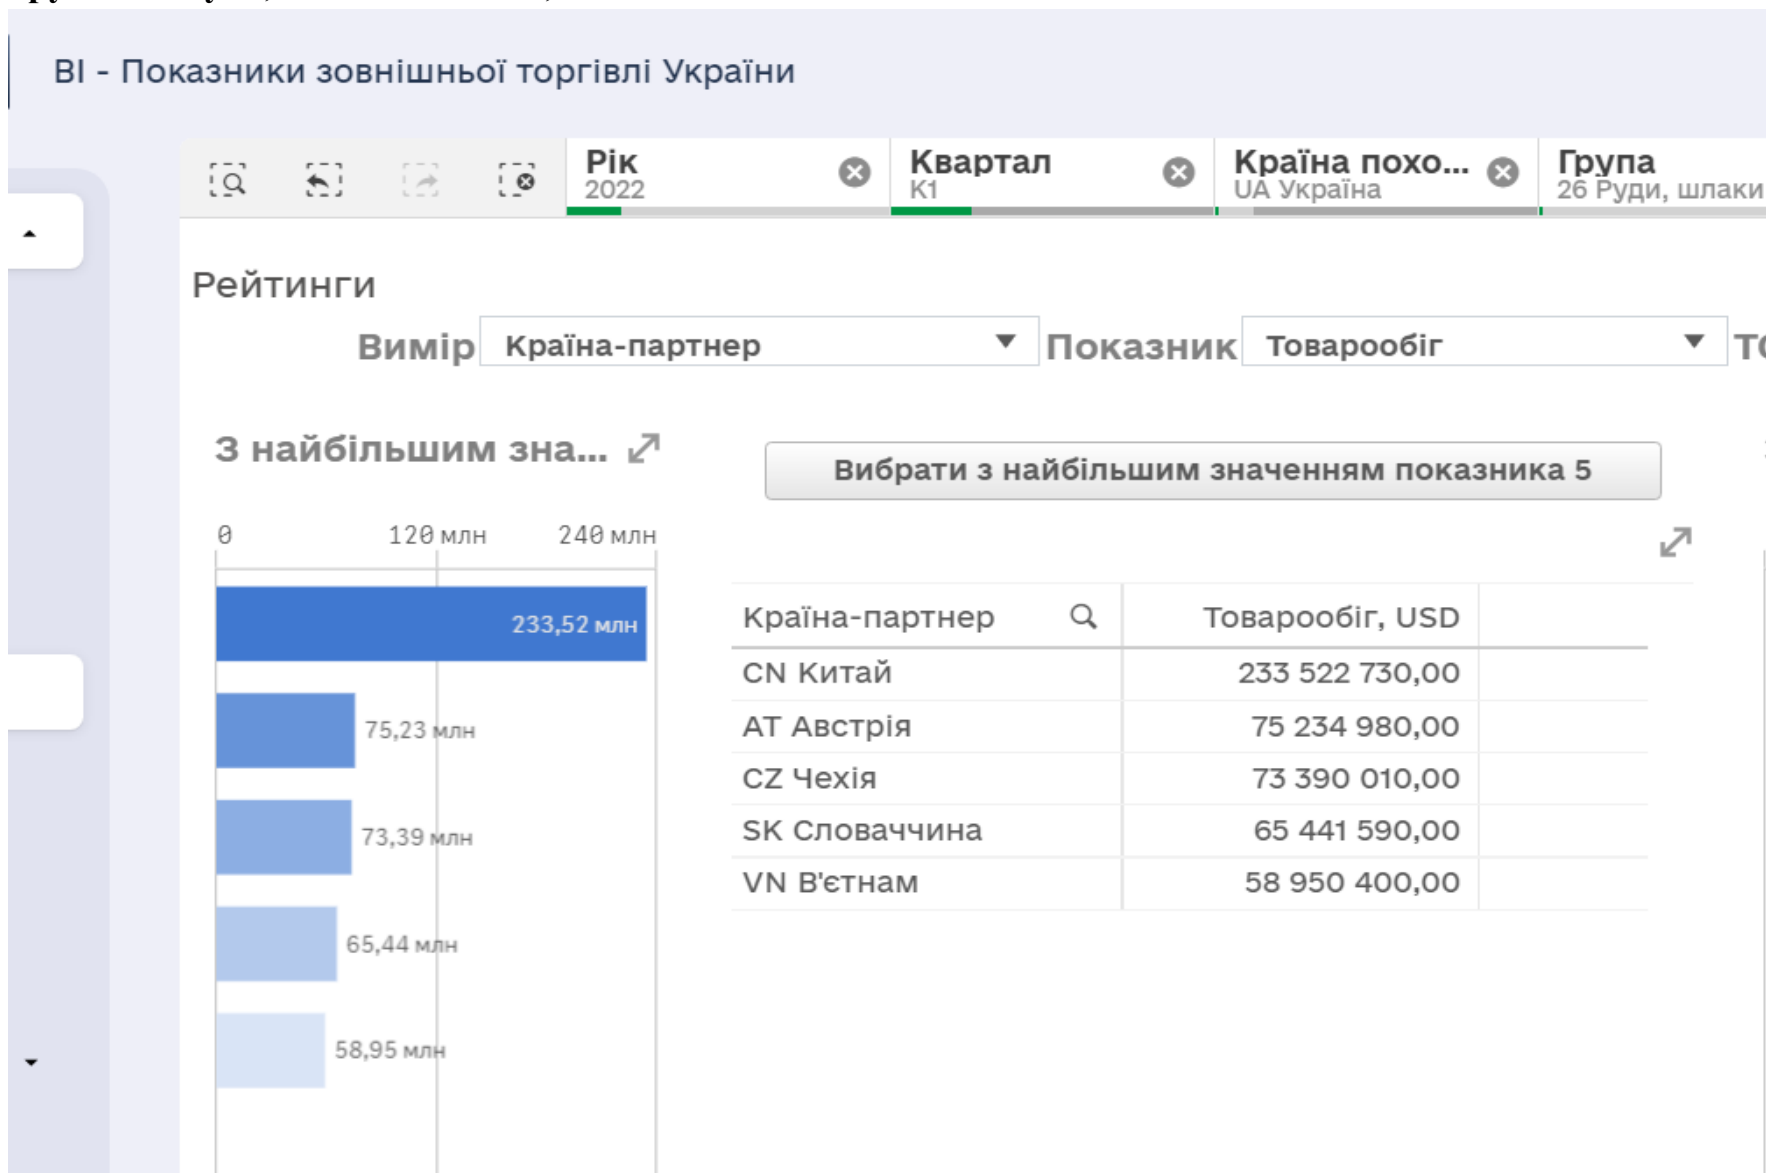 BI - Показники зовнішньої торгівлі України
Рік
2022
Квартал
К1
Країна похо...
UA Україна
Група
26 Руди, шлаки
Рейтинги
Вимір Країна-партнер Показник Товарообіг
З найбільшим зна...
Вибрати з найбільшим значенням показника 5
0 120 млн 240 млн
233,52 млн
75,23 млн
73,39 млн
65,44 млн
58,95 млн
Країна-партнер Товарообіг, USD
CN Китай 233 522 730,00
AT Австрія 75 234 980,00
CZ Чехія 73 390 010,00
SK Словаччина 65 441 590,00
VN В'єтнам 58 950 400,00